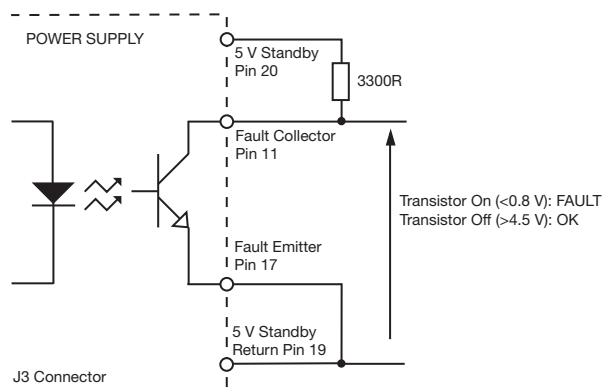 POWER SUPPLY
5 V Standby
Pin 20
3300R
Fault Collector
Pin 11
Transistor On (<0.8 V): FAULT
Transistor Off (>4.5 V): OK
Fault Emitter
Pin 17
5 V Standby
Return Pin 19
J3 Connector